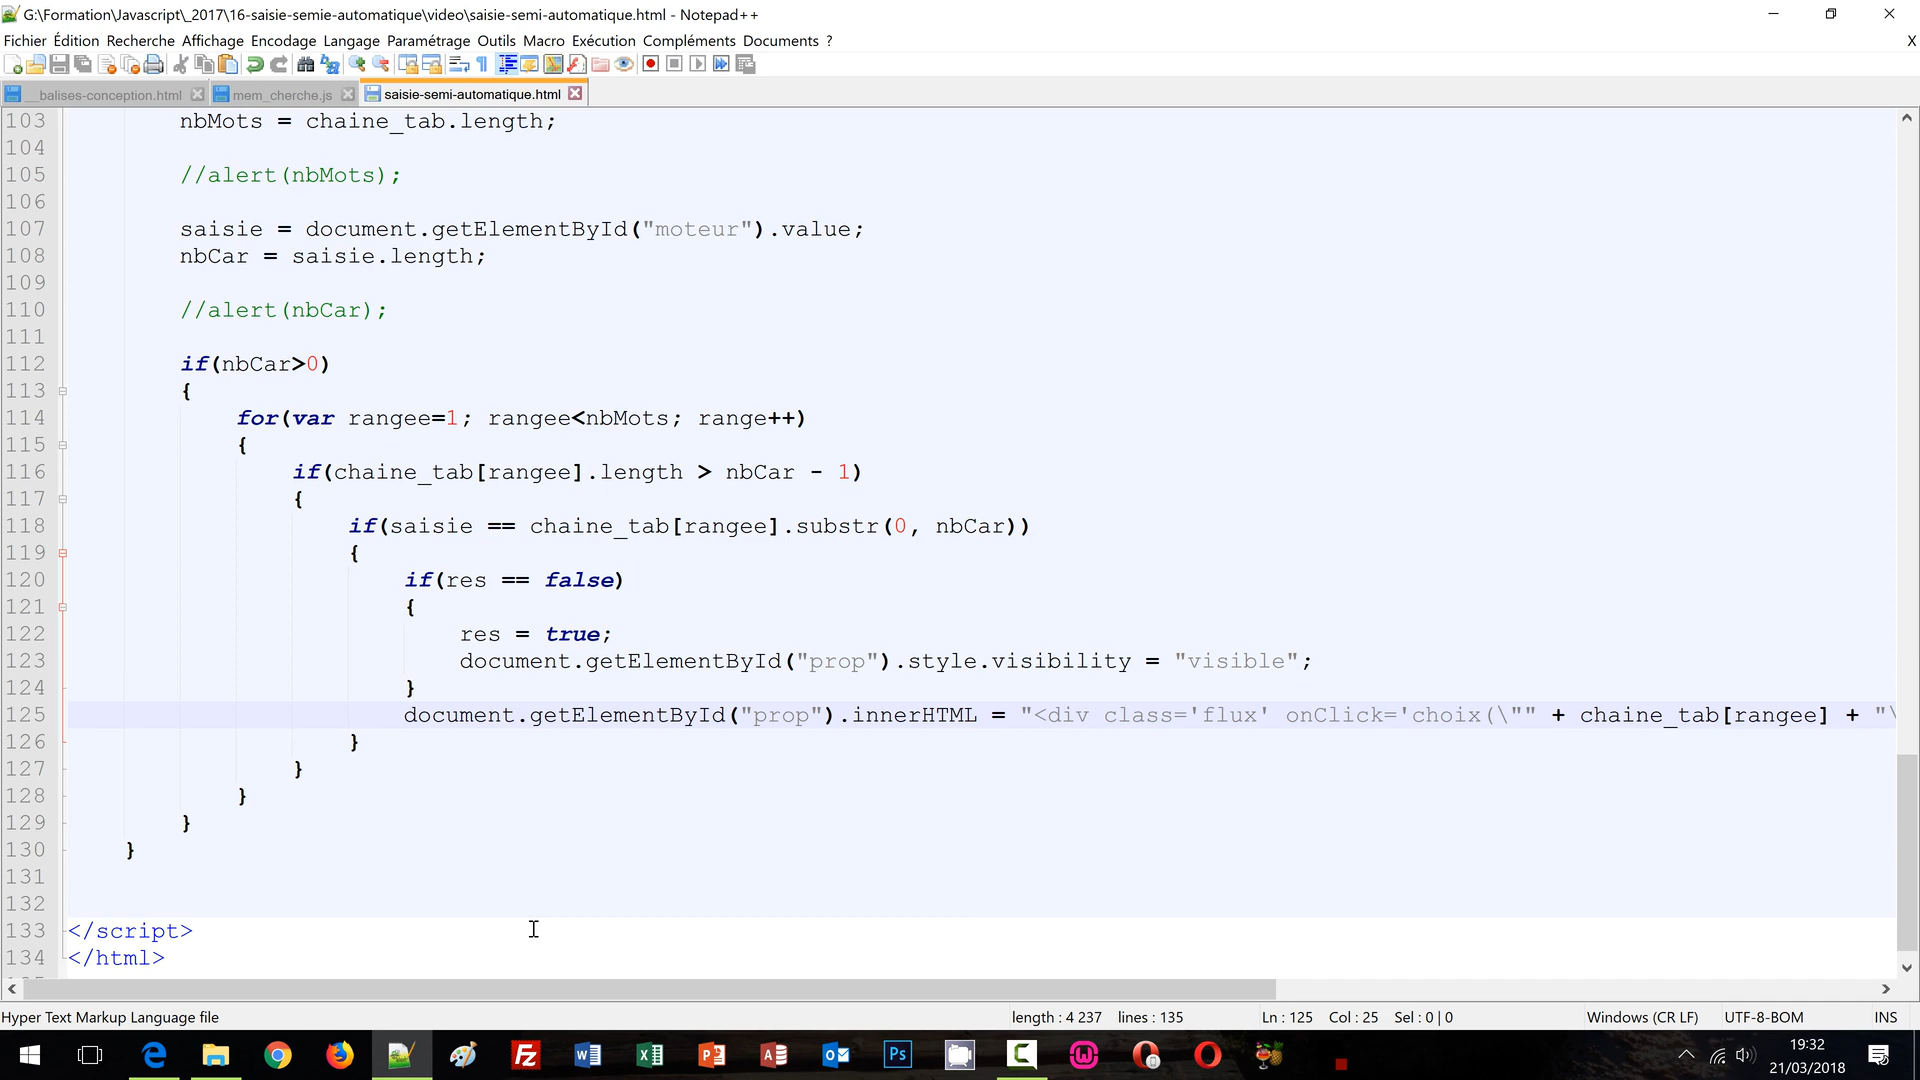 G:\Formation\Javascript\_2017\16-saisie-semie-automatique\video\saisie-semi-automatique.html - Notepad++
Fichier Édition Recherche Affichage Encodage Langage Paramétrage Outils Macro Exécution Compléments Documents ? X
__balises-conception.html mem_cherche.js saisie-semi-automatique.html
103 nbMots = chaine_tab.length;
104
105 //alert(nbMots);
106
107 saisie = document.getElementById("moteur").value;
108 nbCar = saisie.length;
109
110 //alert(nbCar);
111
112 if(nbCar>0)
113 {
114 for(var rangee=1; rangee<nbMots; range++)
115 {
116 if(chaine_tab[rangee].length > nbCar - 1)
117 {
118 if(saisie == chaine_tab[rangee].substr(0, nbCar))
119 {
120 if(res == false)
121 {
122 res = true;
123 document.getElementById("prop").style.visibility = "visible";
124 }
125 document.getElementById("prop").innerHTML = "<div class='flux' onClick='choix(\"" + chaine_tab[rangee] + "\
126 }
127 }
128 }
129 }
130 }
131
132
133 </script>
134 </html>
Hyper Text Markup Language file length : 4 237 lines : 135 Ln : 125 Col : 25 Sel : 0 | 0 Windows (CR LF) UTF-8-BOM INS
19:32
21/03/2018